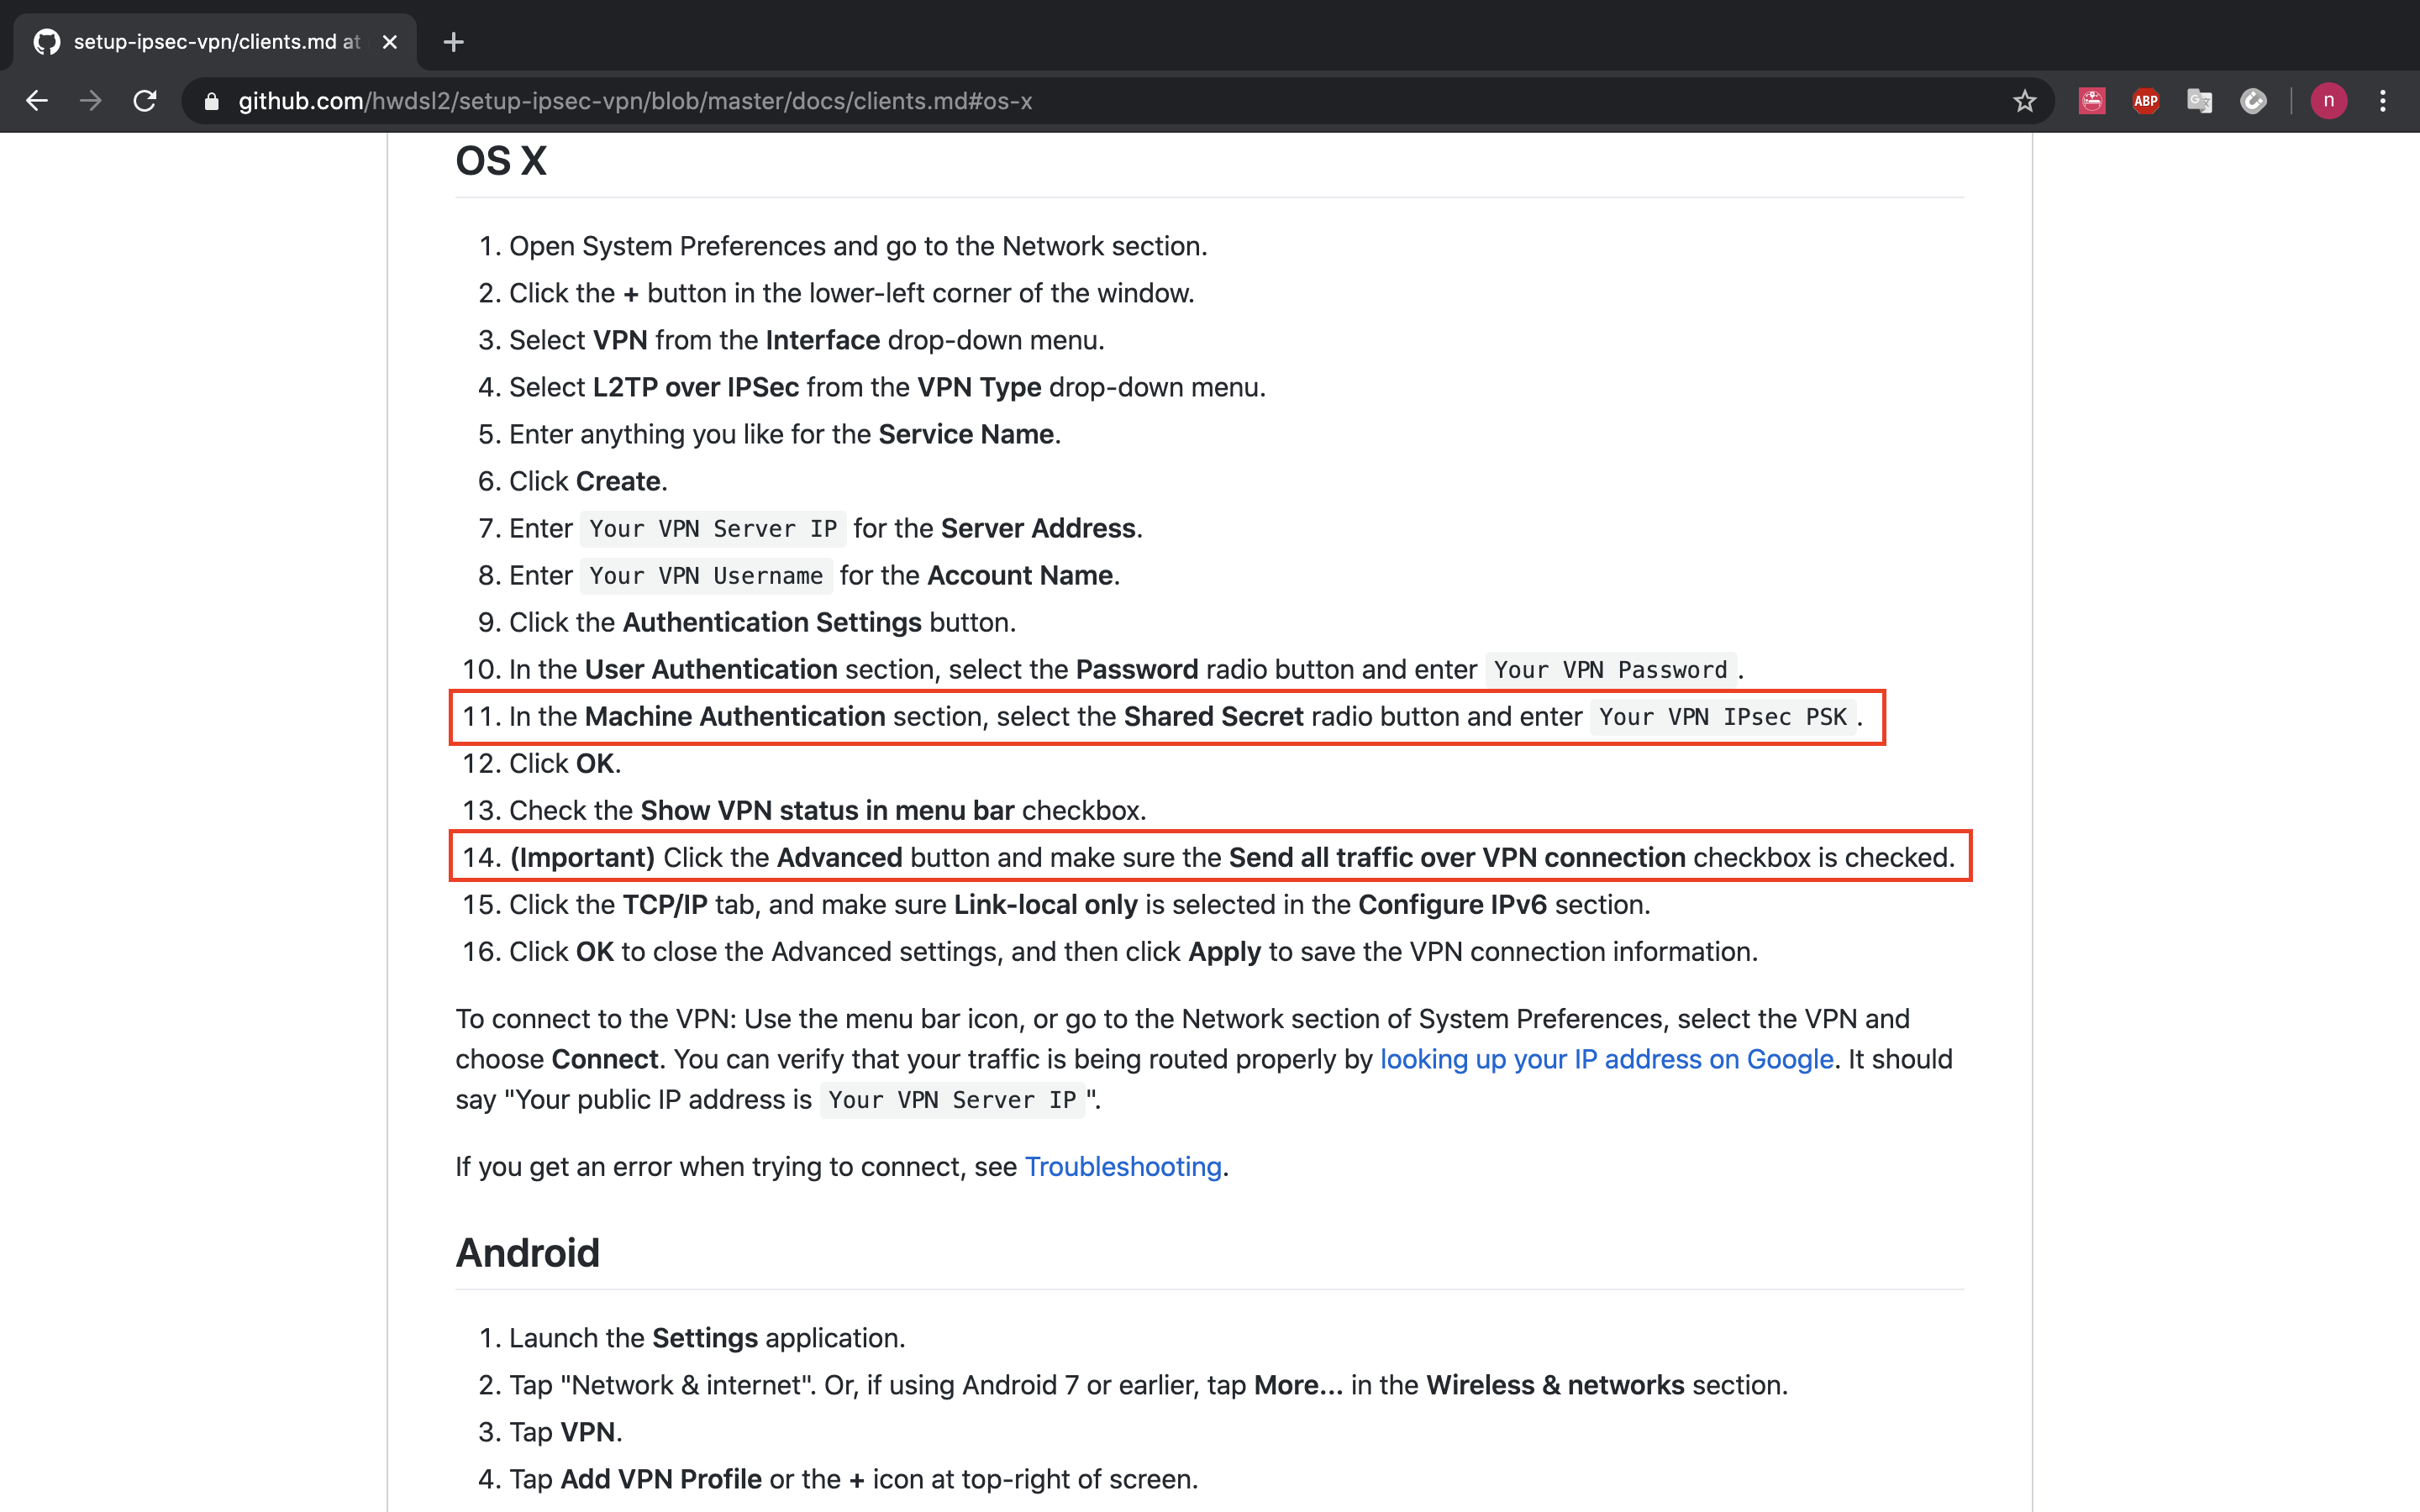 setup-ipsec-vpn/clients.md at
github.com/hwdsl2/setup-ipsec-vpn/blob/master/docs/clients.md#os-x
ABP
n
OS X
1. Open System Preferences and go to the Network section.
2. Click the + button in the lower-left corner of the window.
3. Select VPN from the Interface drop-down menu.
4. Select L2TP over IPSec from the VPN Type drop-down menu.
5. Enter anything you like for the Service Name.
6. Click Create.
7. Enter Your VPN Server IP for the Server Address.
8. Enter Your VPN Username for the Account Name.
9. Click the Authentication Settings button.
10. In the User Authentication section, select the Password radio button and enter Your VPN Password.
11. In the Machine Authentication section, select the Shared Secret radio button and enter Your VPN IPsec PSK.
12. Click OK.
13. Check the Show VPN status in menu bar checkbox.
14. (Important) Click the Advanced button and make sure the Send all traffic over VPN connection checkbox is checked.
15. Click the TCP/IP tab, and make sure Link-local only is selected in the Configure IPv6 section.
16. Click OK to close the Advanced settings, and then click Apply to save the VPN connection information.
To connect to the VPN: Use the menu bar icon, or go to the Network section of System Preferences, select the VPN and
choose Connect. You can verify that your traffic is being routed properly by looking up your IP address on Google. It should
say "Your public IP address is Your VPN Server IP".
If you get an error when trying to connect, see Troubleshooting.
Android
1. Launch the Settings application.
2. Tap "Network & internet". Or, if using Android 7 or earlier, tap More... in the Wireless & networks section.
3. Tap VPN.
4. Tap Add VPN Profile or the + icon at top-right of screen.